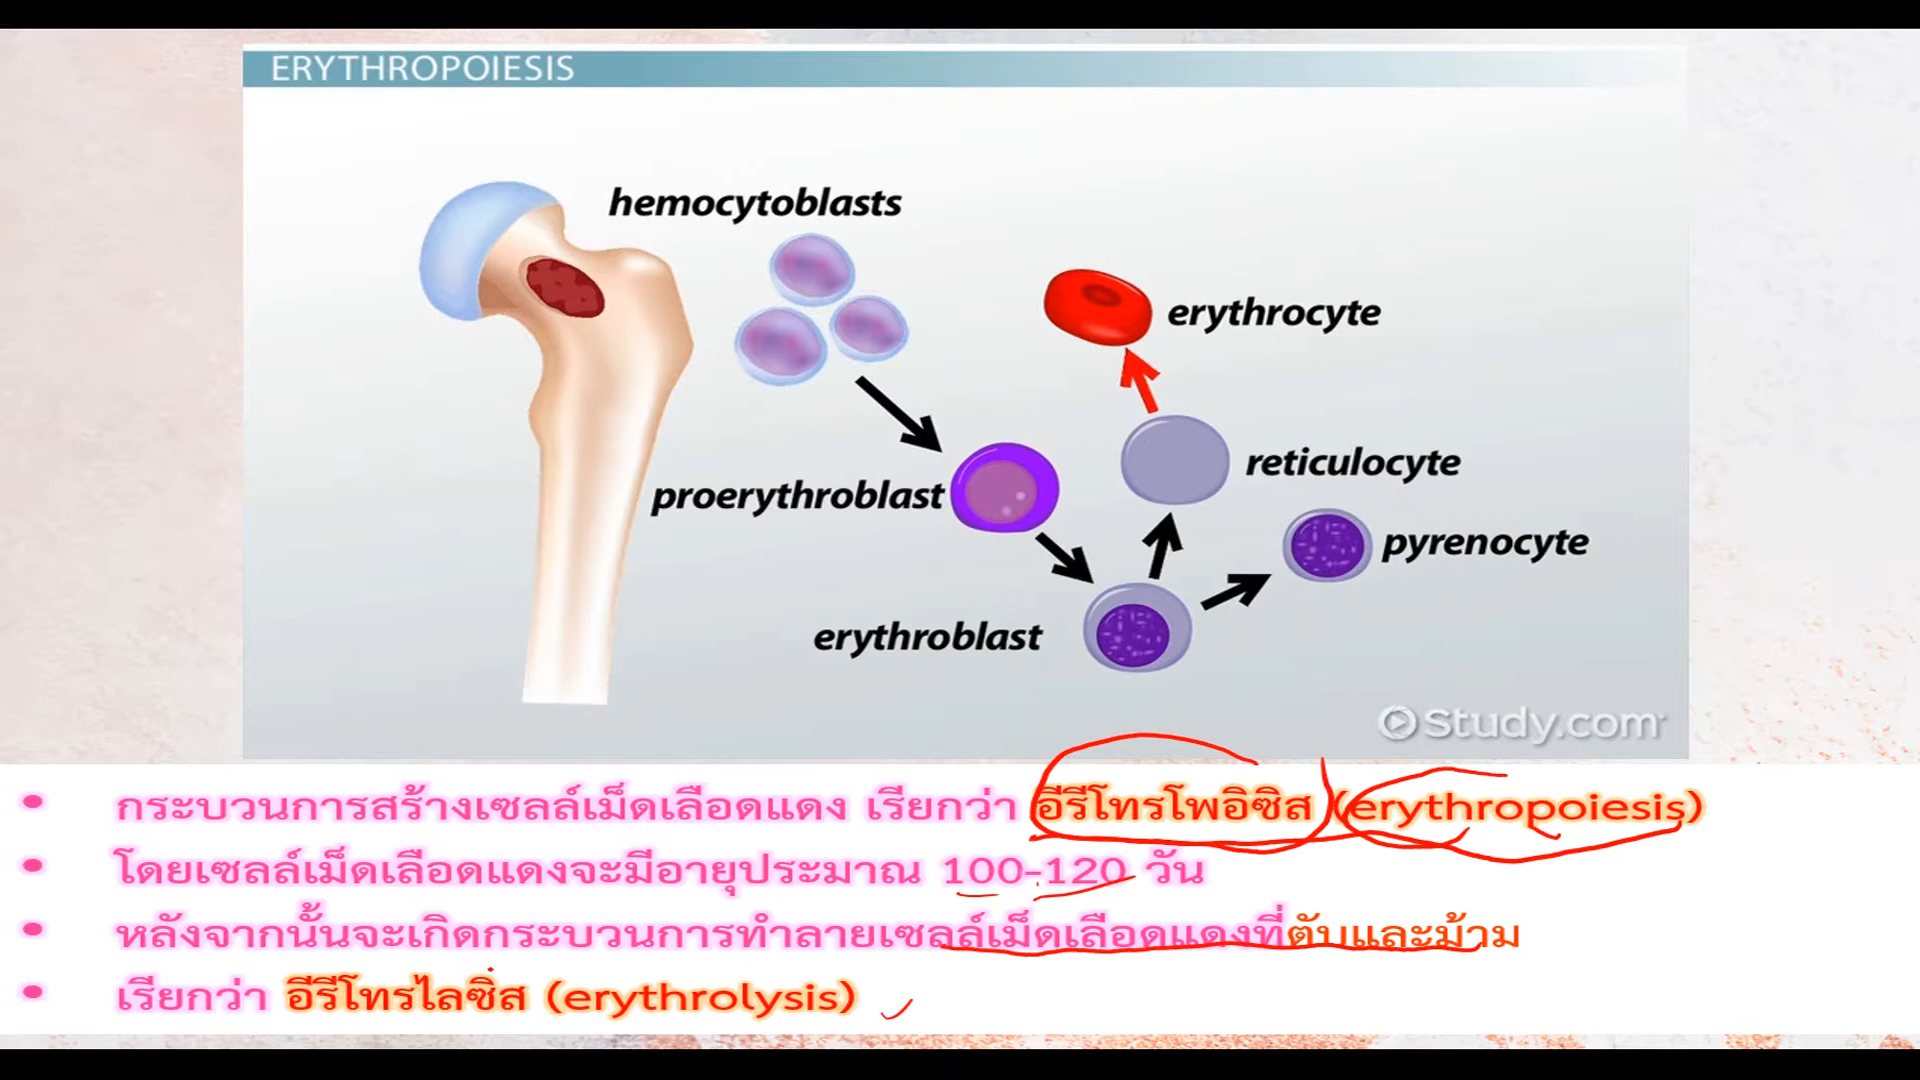 ERYTHROPOIESIS
hemocytoblasts
erythrocyte
reticulocyte
proerythroblast
pyrenocyte
erythroblast
Study.com
• กระบวนการสร้างเซลล์เม็ดเลือดแดง เรียกว่า อีรีโทรโพอิซิส (erythropoiesis)
• โดยเซลล์เม็ดเลือดแดงจะมีอายุประมาณ 100-120 วัน
• หลังจากนั้นจะเกิดกระบวนการทำลายเซลล์เม็ดเลือดแดงที่ตับและม้าม
• เรียกว่า อีรีโทรไลซิส (erythrolysis)